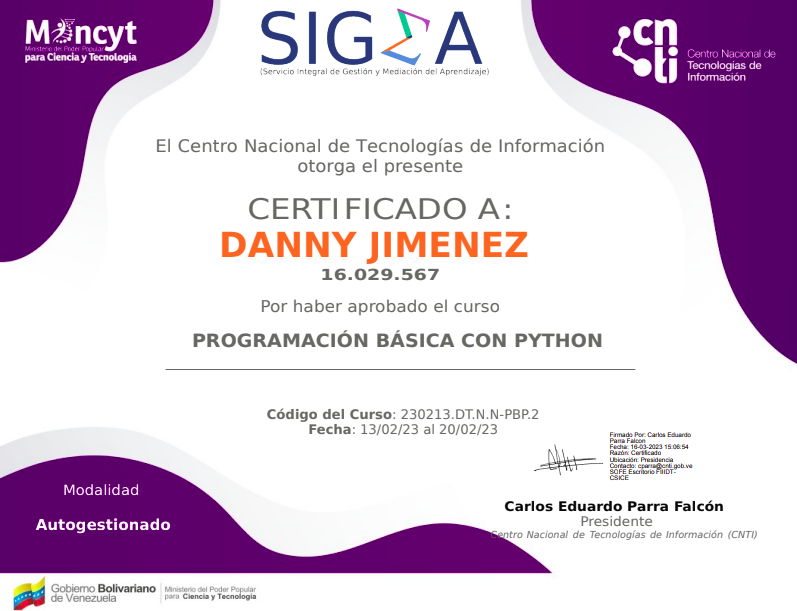 Mincyt
Ministerio del Poder Popular
para Ciencia y Tecnología
SIGMA
(Servicio Integral de Gestión y Mediación del Aprendizaje)
cnti
Centro Nacional de
Tecnologías de
Información
El Centro Nacional de Tecnologías de Información
otorga el presente
CERTIFICADO A:
DANNY JIMENEZ
16.029.567
Por haber aprobado el curso
PROGRAMACIÓN BÁSICA CON PYTHON
Código del Curso: 230213.DT.N.N-PBP.2
Fecha: 13/02/23 al 20/02/23
Firmado Por: Carlos Eduardo
Parra Falcon
Fecha: 16-03-2023 15:06:54
Razón: Certificado
Ubicación: Presidencia
Contacto: cparra@cnti.gob.ve
SOFE Escritorio FIIDT-
CSICE
Carlos Eduardo Parra Falcón
Presidente
Centro Nacional de Tecnologías de Información (CNTI)
Modalidad
Autogestionado
Gobierno Bolivariano
de Venezuela
Ministerio del Poder Popular
para Ciencia y Tecnología